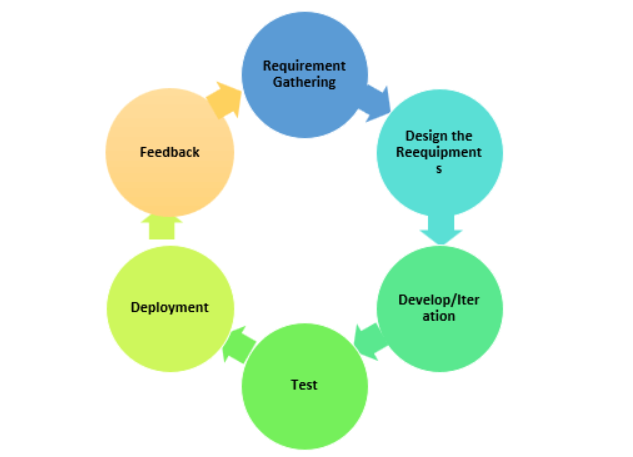 Requirement
Gathering
Design the
Reequipment
s
Develop/Iter
ation
Test
Deployment
Feedback